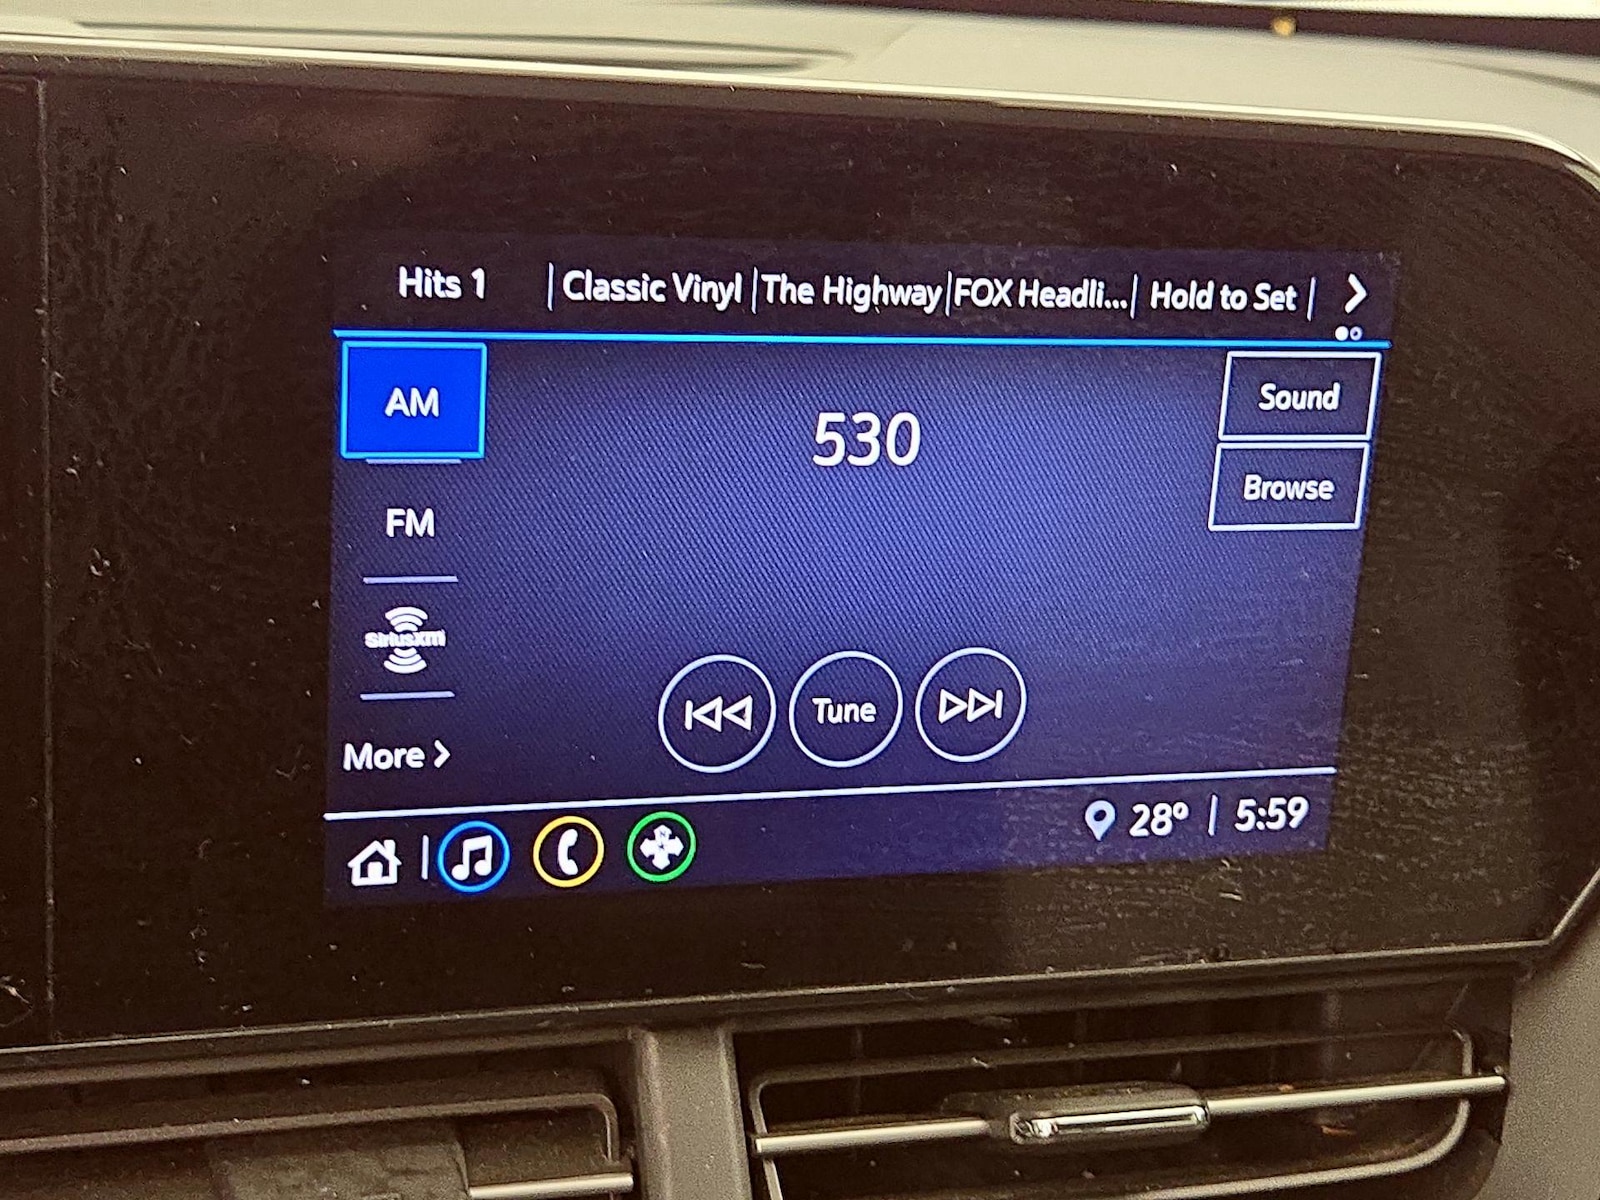 Hits 1 | Classic Vinyl | The Highway | FOX Headli... | Hold to Set |
AM
530
Sound
Browse
FM
SiriusXM
Tune
More
28° | 5:59